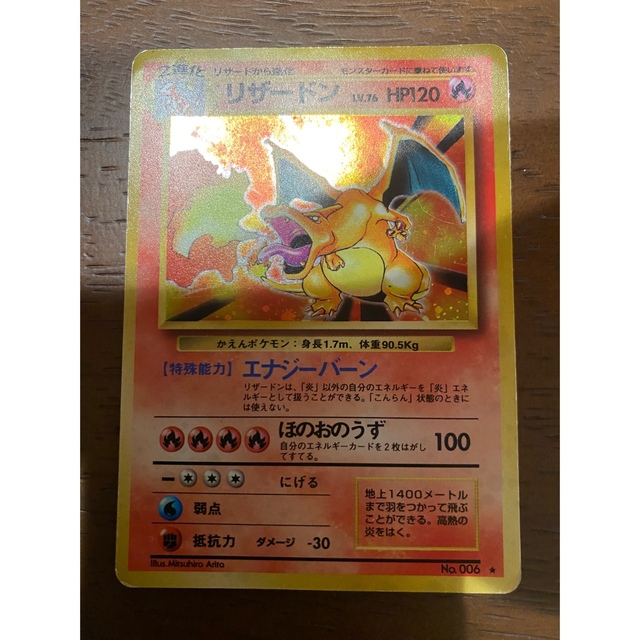 2進化 リザードから進化 モンスターカードに重ねて使います。
リザードン LV.76 HP120
かえんポケモン：身長1.7m、体重90.5Kg
【特殊能力】エナジーバーン
リザードンは、「炎」以外の自分のエネルギーを「炎」エネ
ルギーとして扱うことができる。「こんらん」状態のときに
は使えない。
ほのおのうず 100
自分のエネルギーカードを2枚はがし
てすてる。
にげる
弱点
抵抗力 ダメージ -30
地上1400メートル
まで羽をつかって飛ぶ
ことができる。高熱の
炎をはく。
Illus. Mitsuhiro Arita
No. 006 ★